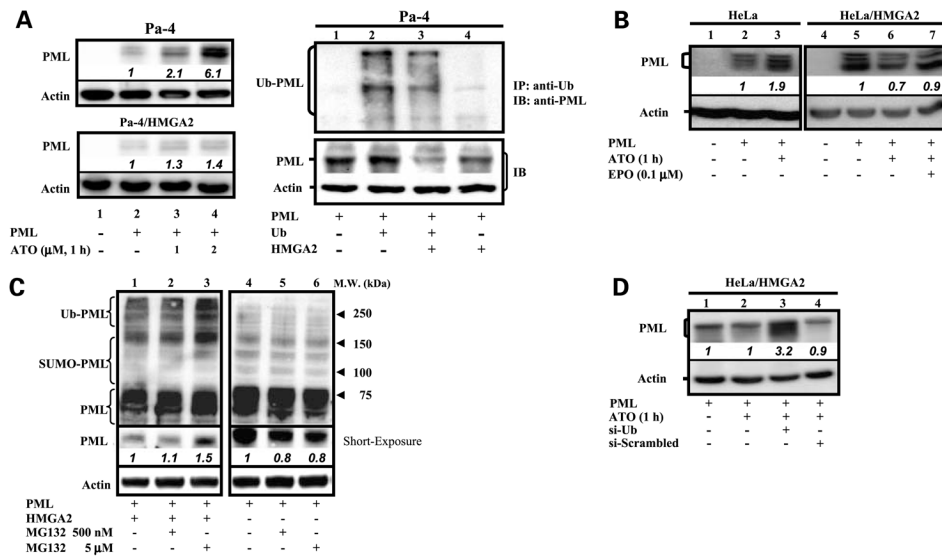 A
Pa-4
PML
1 2.1 6.1
Actin
Pa-4/HMGA2
PML
1 1.3 1.4
Actin
1 2 3 4
PML - + + +
ATO (μM, 1 h) - - 1 2
Pa-4
1 2 3 4
Ub-PML
IP: anti-Ub
IB: anti-PML
PML
Actin
IB
PML + + + +
Ub - + + -
HMGA2 - - + +
B
HeLa HeLa/HMGA2
1 2 3 4 5 6 7
PML
1 1.9 1 0.7 0.9
Actin
PML - + + - + + +
ATO (1 h) - - + - - + +
EPO (0.1 μM) - - - - - - +
C
1 2 3 4 5 6 M.W. (kDa)
Ub-PML
250
150
SUMO-PML
100
75
PML
PML
Short-Exposure
1 1.1 1.5 1 0.8 0.8
Actin
PML + + + + + +
HMGA2 + + + - - -
MG132 500 nM - + - - + -
MG132 5 μM - - + - - +
D
HeLa/HMGA2
1 2 3 4
PML
1 1 3.2 0.9
Actin
PML + + + +
ATO (1 h) - + + +
si-Ub - - + -
si-Scrambled - - - +